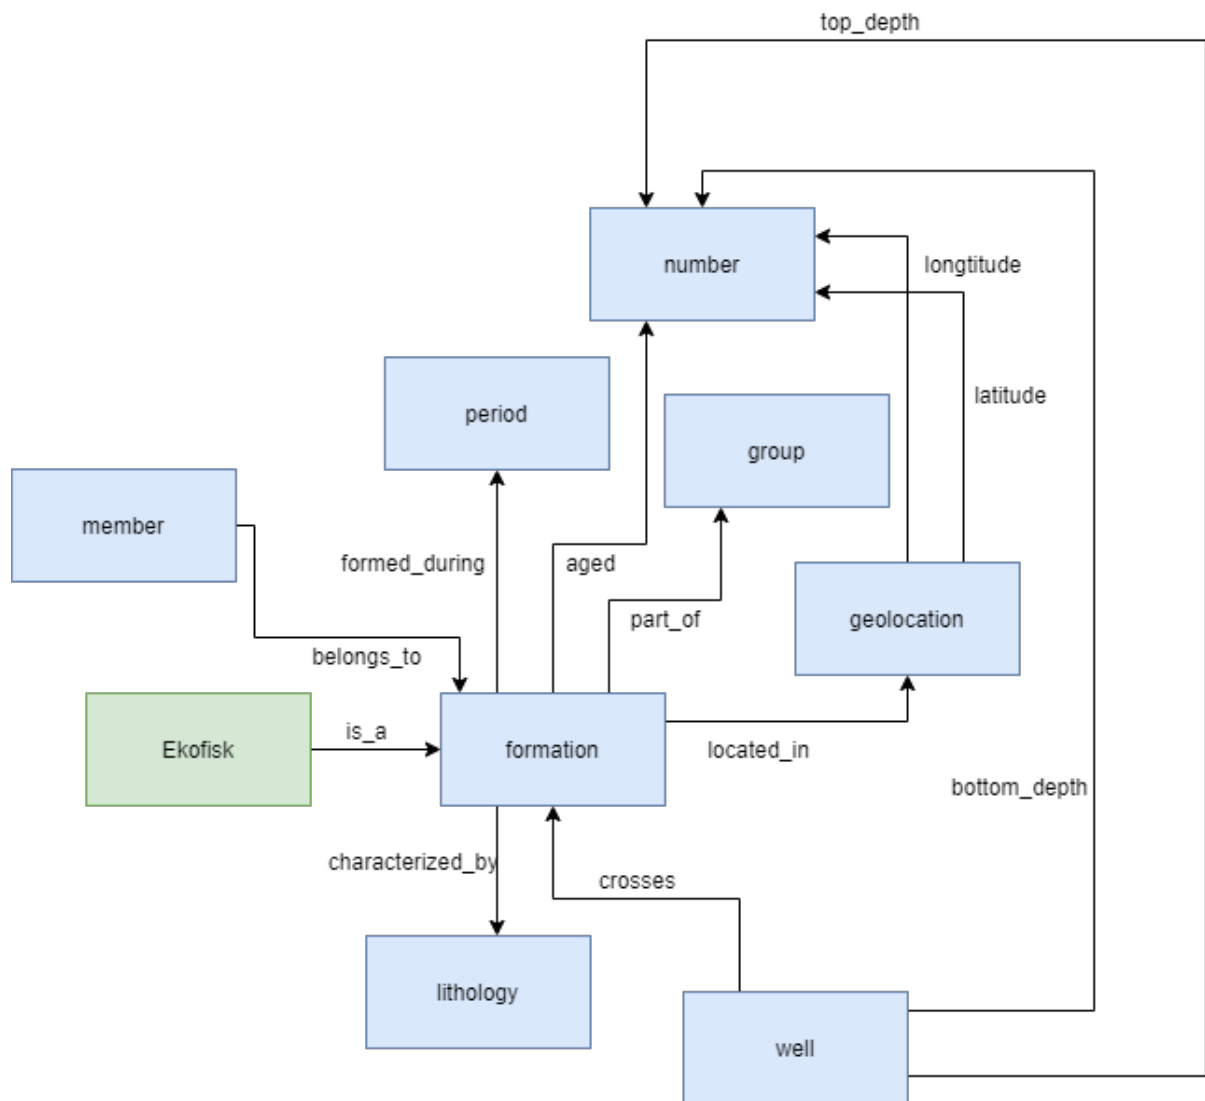 top_depth
number
longtitude
latitude
period
group
member
formed_during
aged
part_of
geolocation
belongs_to
Ekofisk
is_a
formation
located_in
bottom_depth
characterized_by
crosses
lithology
well